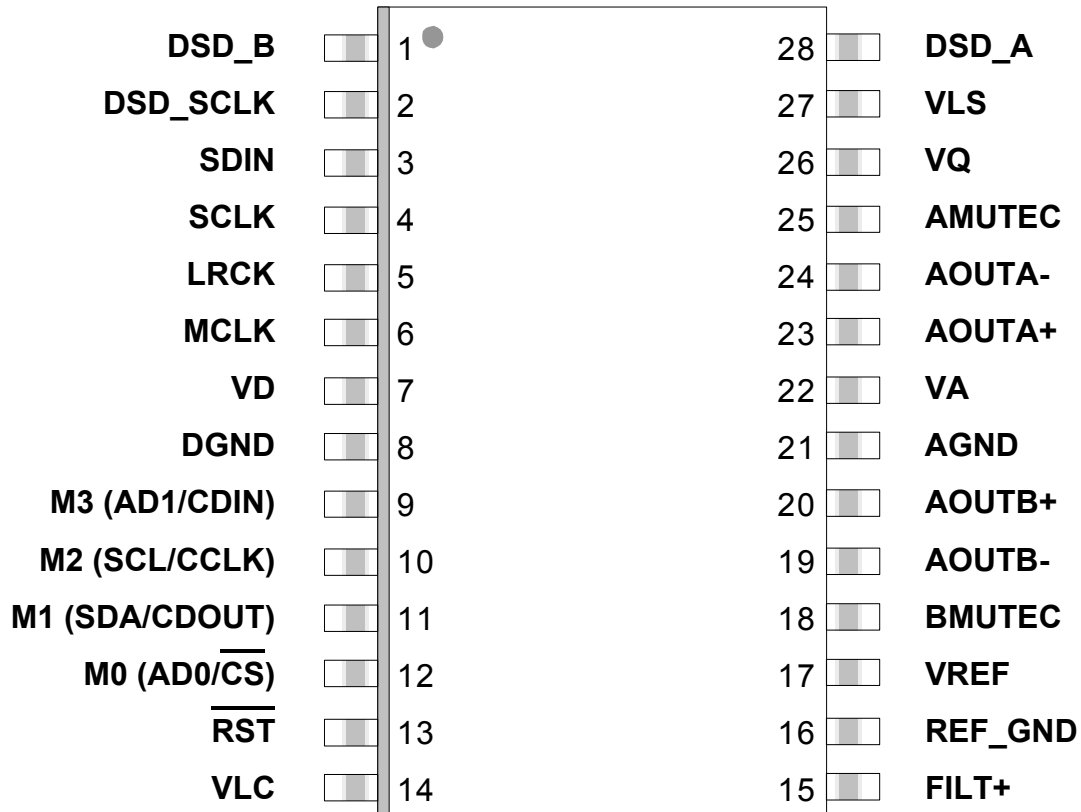 DSD_B 1 28 DSD_A
DSD_SCLK 2 27 VLS
SDIN 3 26 VQ
SCLK 4 25 AMUTEC
LRCK 5 24 AOUTA-
MCLK 6 23 AOUTA+
VD 7 22 VA
DGND 8 21 AGND
M3 (AD1/CDIN) 9 20 AOUTB+
M2 (SCL/CCLK) 10 19 AOUTB-
M1 (SDA/CDOUT) 11 18 BMUTEC
M0 (AD0/C̅S̅) 12 17 VREF
R̅S̅T̅ 13 16 REF_GND
VLC 14 15 FILT+